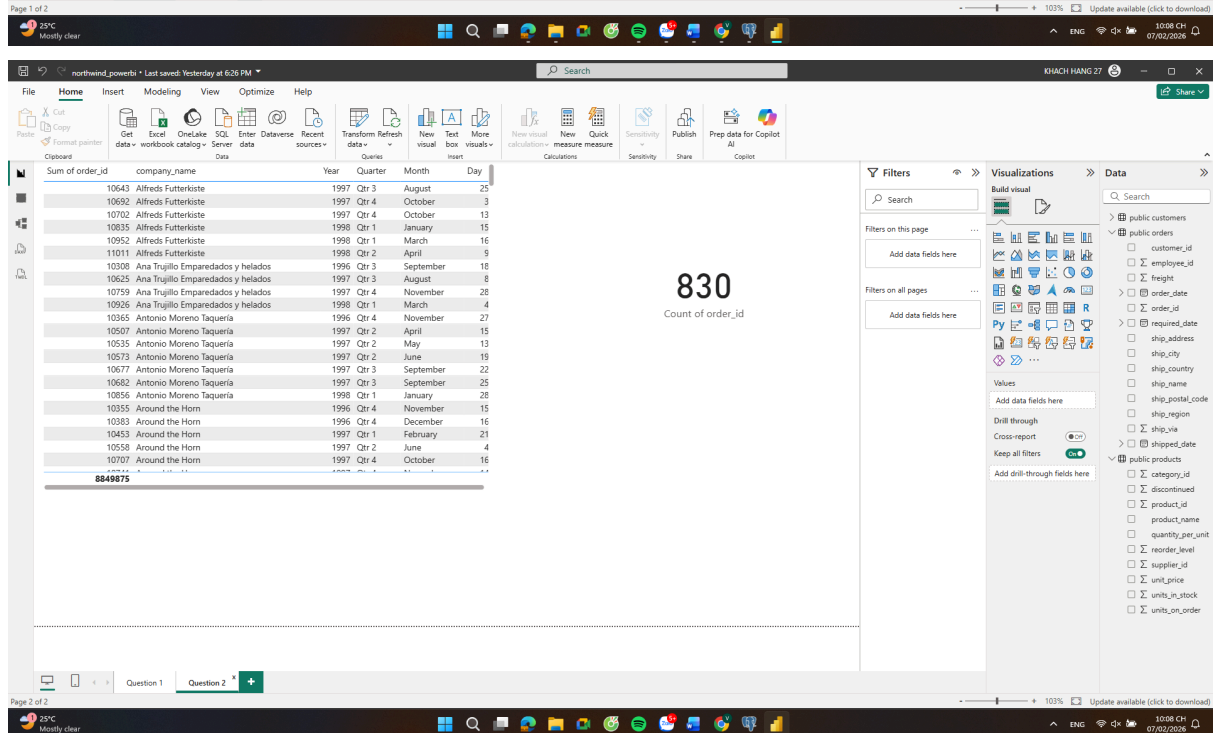 Page 1 of 2
- + 103% Update available (click to download)
1
25°C
Mostly clear
ENG
10:08 CH
07/02/2026
northwind_powerbi • Last saved: Yesterday at 6:26 PM
Search
KHACH HANG 27
File Home Insert Modeling View Optimize Help
Share
Paste
Cut
Copy
Format painter
Get data
Excel workbook
OneLake catalog
SQL Server
Enter data
Dataverse
Recent sources
Transform data
Refresh
New visual
Text box
More visuals
New visual calculation
New measure
Quick measure
Sensitivity
Publish
Prep data for Copilot AI
Clipboard Data Queries Insert Calculations Sensitivity Share Copilot
Sum of order_id company_name Year Quarter Month Day
10643 Alfreds Futterkiste 1997 Qtr 3 August 25
10692 Alfreds Futterkiste 1997 Qtr 4 October 3
10702 Alfreds Futterkiste 1997 Qtr 4 October 13
10835 Alfreds Futterkiste 1998 Qtr 1 January 15
10952 Alfreds Futterkiste 1998 Qtr 1 March 16
11011 Alfreds Futterkiste 1998 Qtr 2 April 9
10308 Ana Trujillo Emparedados y helados 1996 Qtr 3 September 18
10625 Ana Trujillo Emparedados y helados 1997 Qtr 3 August 8
10759 Ana Trujillo Emparedados y helados 1997 Qtr 4 November 28
10926 Ana Trujillo Emparedados y helados 1998 Qtr 1 March 4
10365 Antonio Moreno Taquería 1996 Qtr 4 November 27
10507 Antonio Moreno Taquería 1997 Qtr 2 April 15
10535 Antonio Moreno Taquería 1997 Qtr 2 May 13
10573 Antonio Moreno Taquería 1997 Qtr 2 June 19
10677 Antonio Moreno Taquería 1997 Qtr 3 September 22
10682 Antonio Moreno Taquería 1997 Qtr 3 September 25
10856 Antonio Moreno Taquería 1998 Qtr 1 January 28
10355 Around the Horn 1996 Qtr 4 November 15
10383 Around the Horn 1996 Qtr 4 December 16
10453 Around the Horn 1997 Qtr 1 February 21
10558 Around the Horn 1997 Qtr 2 June 4
10707 Around the Horn 1997 Qtr 4 October 16
8849875
830
Count of order_id
Filters
Search
Filters on this page ...
Add data fields here
Filters on all pages ...
Add data fields here
Visualizations
Build visual
R
Py
...
Values
Add data fields here
Drill through
Cross-report Off
Keep all filters On
Add drill-through fields here
Data
Search
public customers
public orders
customer_id
employee_id
freight
order_date
order_id
required_date
ship_address
ship_city
ship_country
ship_name
ship_postal_code
ship_region
ship_via
shipped_date
public products
category_id
discontinued
product_id
product_name
quantity_per_unit
reorder_level
supplier_id
unit_price
units_in_stock
units_on_order
Question 1 Question 2 x +
Page 2 of 2
- + 103% Update available (click to download)
1
25°C
Mostly clear
ENG
10:08 CH
07/02/2026